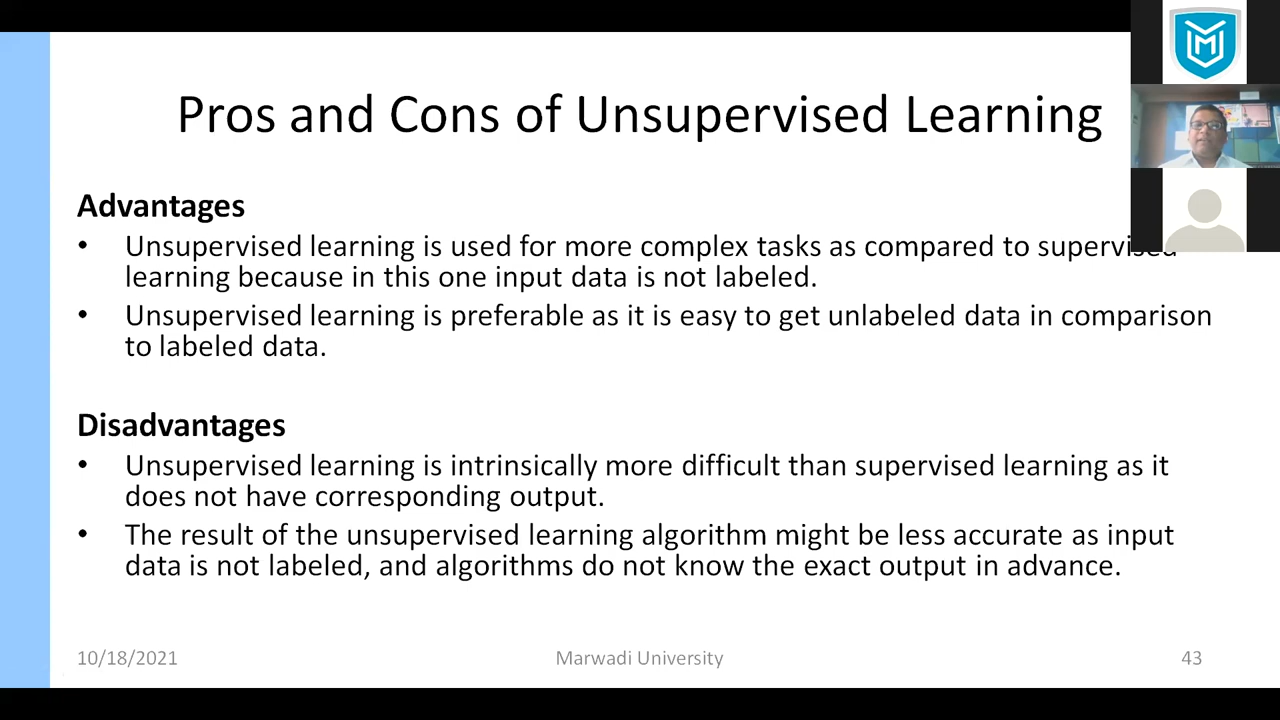 Pros and Cons of Unsupervised Learning
Advantages
• Unsupervised learning is used for more complex tasks as compared to supervised
learning because in this one input data is not labeled.
• Unsupervised learning is preferable as it is easy to get unlabeled data in comparison
to labeled data.
Disadvantages
• Unsupervised learning is intrinsically more difficult than supervised learning as it
does not have corresponding output.
• The result of the unsupervised learning algorithm might be less accurate as input
data is not labeled, and algorithms do not know the exact output in advance.
10/18/2021
Marwadi University
43